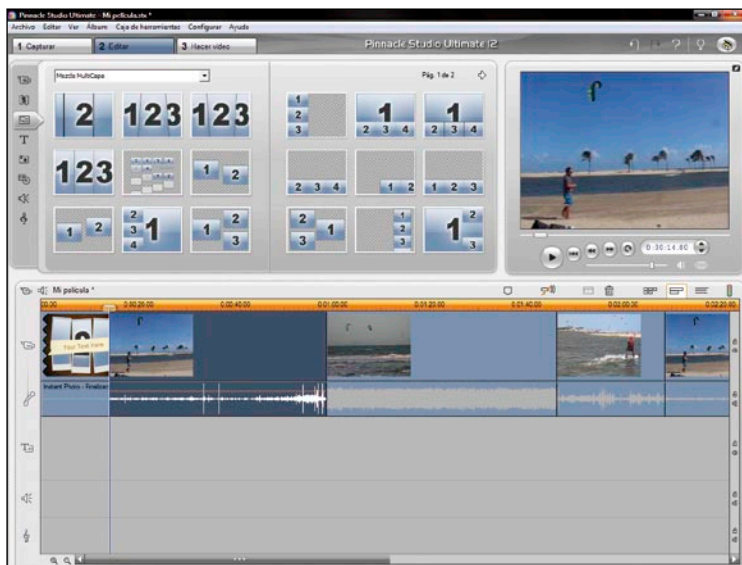 Pinnacle Studio Ultimate - Mi película.stx *
Archivo Editar Ver Álbum Caja de herramientas Configurar Ayuda
1 Capturar 2 Editar 3 Hacer vídeo Pinnacle Studio Ultimate 12
Mezcla MultiCapa Pág. 1 de 2
2 123 123 1 2 3 1 2 3 4 1 2 3 4
123 1 2 2 3 4 1 2 1 2 3
1 2 2 3 4 1 1 2 3 2 3 1 1 2 3 1 2 3
0:00:14.80
Mi película *
0:00:20:00 0:00:40:00 0:01:00:00 0:01:20:00 0:01:40:00 0:02:00:00 0:02:20:00
Your Text Here
Instant Photo - Finalizar
T